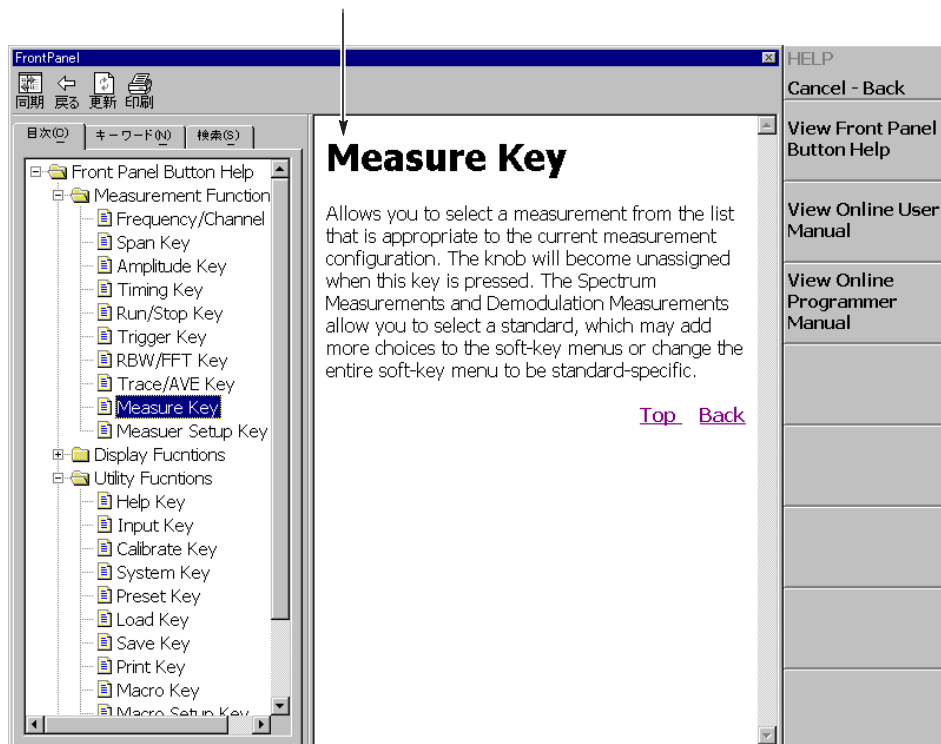 FrontPanel
同期 戻る 更新 印刷
目次(C) キーワード(N) 検索(S)
Front Panel Button Help
Measurement Function
Frequency/Channel
Span Key
Amplitude Key
Timing Key
Run/Stop Key
Trigger Key
RBW/FFT Key
Trace/AVE Key
Measure Key
Measuer Setup Key
Display Fucntions
Utility Fucntions
Help Key
Input Key
Calibrate Key
System Key
Preset Key
Load Key
Save Key
Print Key
Macro Key
Macro Setup Key
Measure Key
Allows you to select a measurement from the list
that is appropriate to the current measurement
configuration. The knob will become unassigned
when this key is pressed. The Spectrum
Measurements and Demodulation Measurements
allow you to select a standard, which may add
more choices to the soft-key menus or change the
entire soft-key menu to be standard-specific.
Top Back
HELP
Cancel - Back
View Front Panel
Button Help
View Online User
Manual
View Online
Programmer
Manual